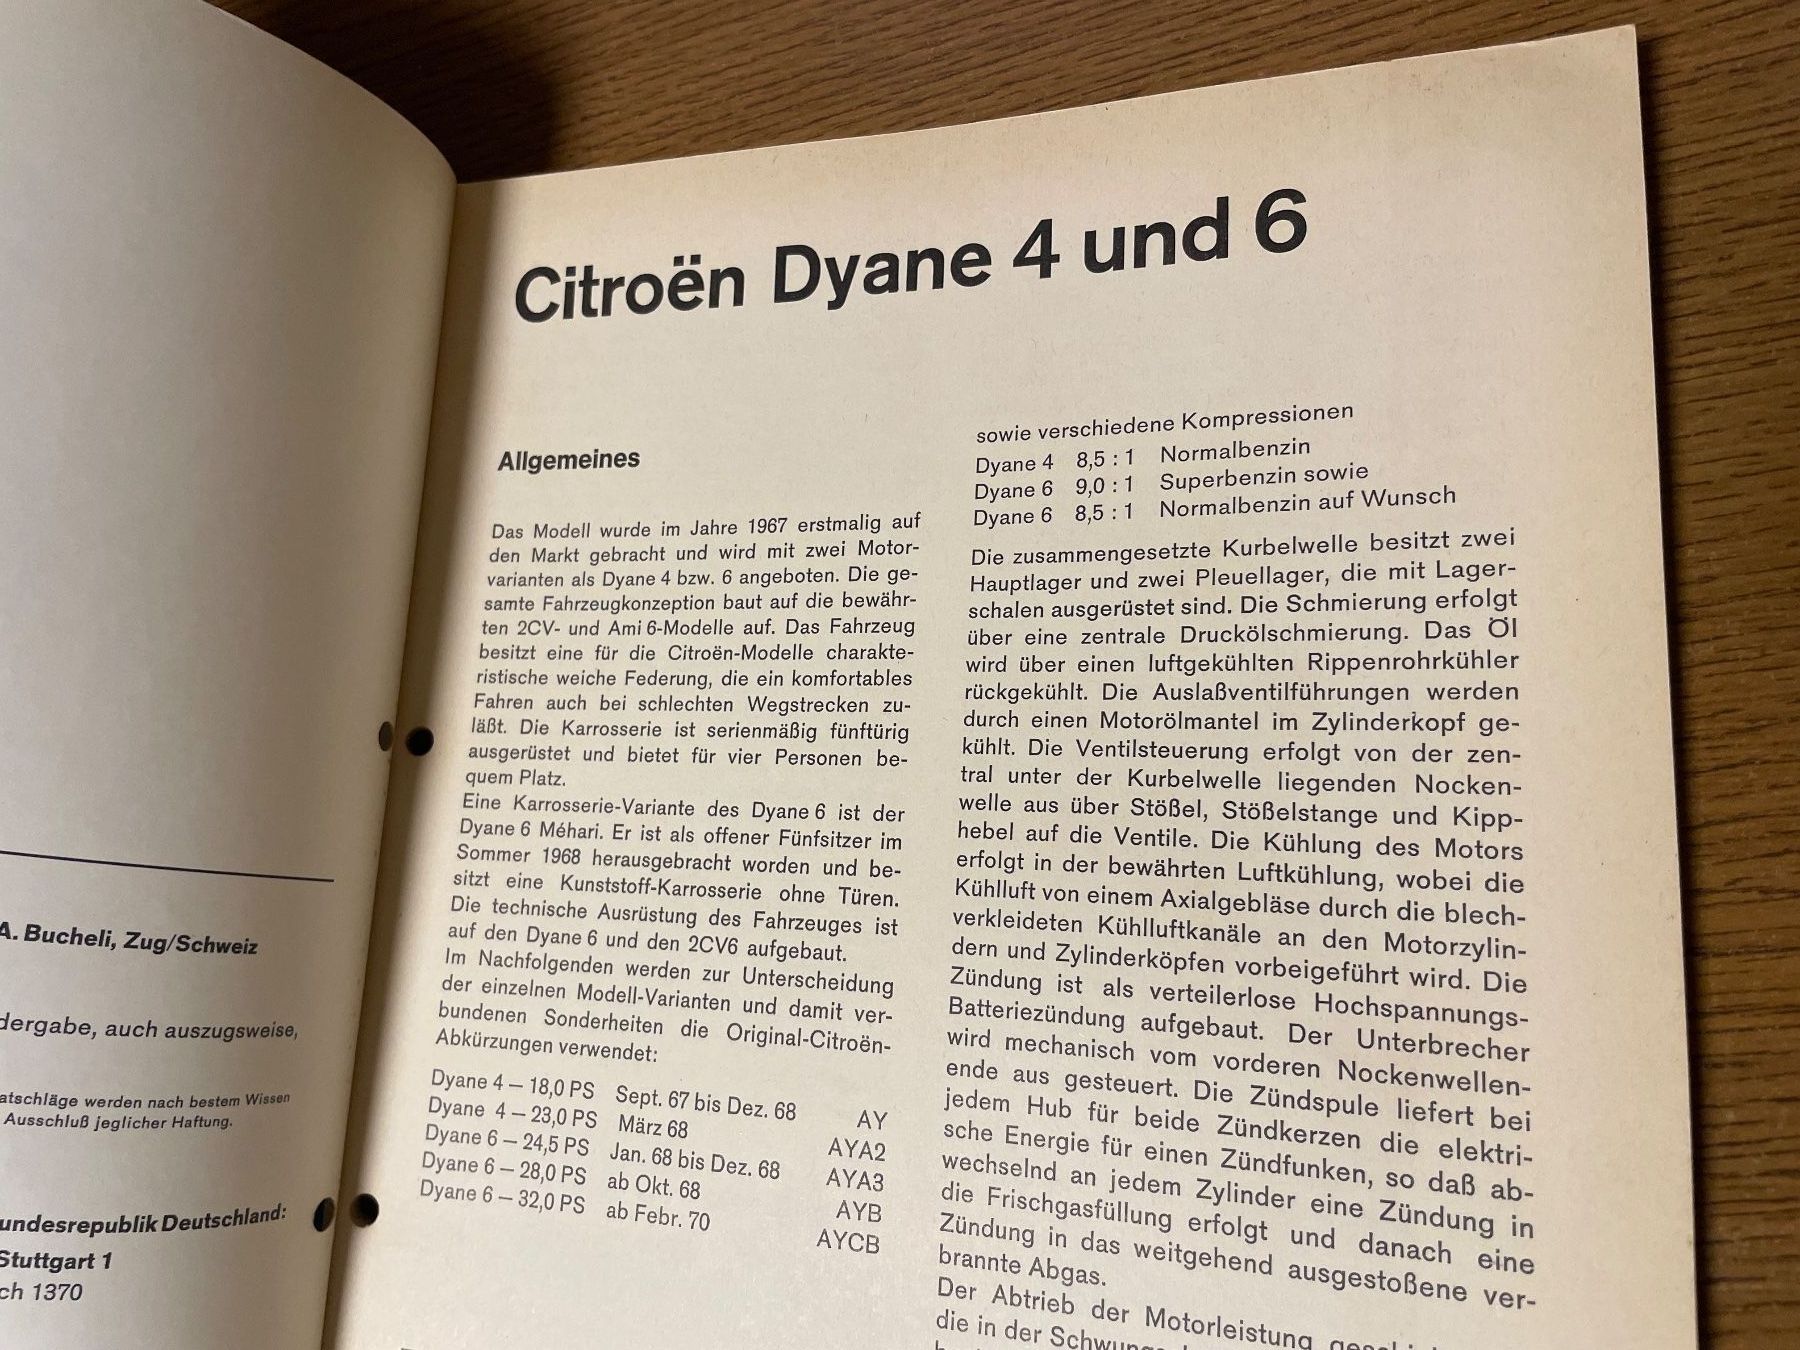 A. Bucheli, Zug/Schweiz
auch auszugsweise,
werden nach bestem Wissen
Ausschluß jeglicher Haftung.
Deutschland:
Stuttgart 1
1370
Citroën Dyane 4 und 6
Allgemeines
Das Modell wurde im Jahre 1967 erstmalig auf
den Markt gebracht und wird mit zwei Motor-
varianten als Dyane 4 bzw. 6 angeboten. Die ge-
samte Fahrzeugkonzeption baut auf die bewähr-
ten 2CV- und Ami 6-Modelle auf. Das Fahrzeug
besitzt eine für die Citroën-Modelle charakte-
ristische weiche Federung, die ein komfortables
Fahren auch bei schlechten Wegstrecken zu-
läßt. Die Karrosserie ist serienmäßig fünftürig
ausgerüstet und bietet für vier Personen be-
quem Platz.
Eine Karrosserie-Variante des Dyane 6 ist der
Dyane 6 Méhari. Er ist als offener Fünfsitzer im
Sommer 1968 herausgebracht worden und be-
sitzt eine Kunststoff-Karrosserie ohne Türen.
Die technische Ausrüstung des Fahrzeuges ist
auf den Dyane 6 und den 2CV6 aufgebaut.
Im Nachfolgenden werden zur Unterscheidung
der einzelnen Modell-Varianten und damit ver-
bundenen Sonderheiten die Original-Citroën-
Abkürzungen verwendet:
Dyane 4 – 18,0 PS Sept. 67 bis Dez. 68 AY
Dyane 4 – 23,0 PS März 68 AYA2
Dyane 6 – 24,5 PS Jan. 68 bis Dez. 68 AYA3
Dyane 6 – 28,0 PS ab Okt. 68 AYB
Dyane 6 – 32,0 PS ab Febr. 70 AYCB
sowie verschiedene Kompressionen
Dyane 4 8,5 : 1 Normalbenzin
Dyane 6 9,0 : 1 Superbenzin sowie
Dyane 6 8,5 : 1 Normalbenzin auf Wunsch
Die zusammengesetzte Kurbelwelle besitzt zwei
Hauptlager und zwei Pleuellager, die mit Lager-
schalen ausgerüstet sind. Die Schmierung erfolgt
über eine zentrale Druckölschmierung. Das Öl
wird über einen luftgekühlten Rippenrohrkühler
rückgekühlt. Die Auslaßventilführungen werden
durch einen Motorölmantel im Zylinderkopf ge-
kühlt. Die Ventilsteuerung erfolgt von der zen-
tral unter der Kurbelwelle liegenden Nocken-
welle aus über Stößel, Stößelstange und Kipp-
hebel auf die Ventile. Die Kühlung des Motors
erfolgt in der bewährten Luftkühlung, wobei die
Kühlluft von einem Axialgebläse durch die blech-
verkleideten Kühlluftkanäle an den Motorzylin-
dern und Zylinderköpfen vorbeigeführt wird. Die
Zündung ist als verteilerlose Hochspannungs-
Batteriezündung aufgebaut. Der Unterbrecher
wird mechanisch vom vorderen Nockenwellen-
ende aus gesteuert. Die Zündspule liefert bei
jedem Hub für beide Zündkerzen die elektri-
sche Energie für einen Zündfunken, so daß ab-
wechselnd an jedem Zylinder eine Zündung in
die Frischgasfüllung erfolgt und danach eine
Zündung in das weitgehend ausgestoßene ver-
brannte Abgas.
Der Abtrieb der Motorleistung
die in der